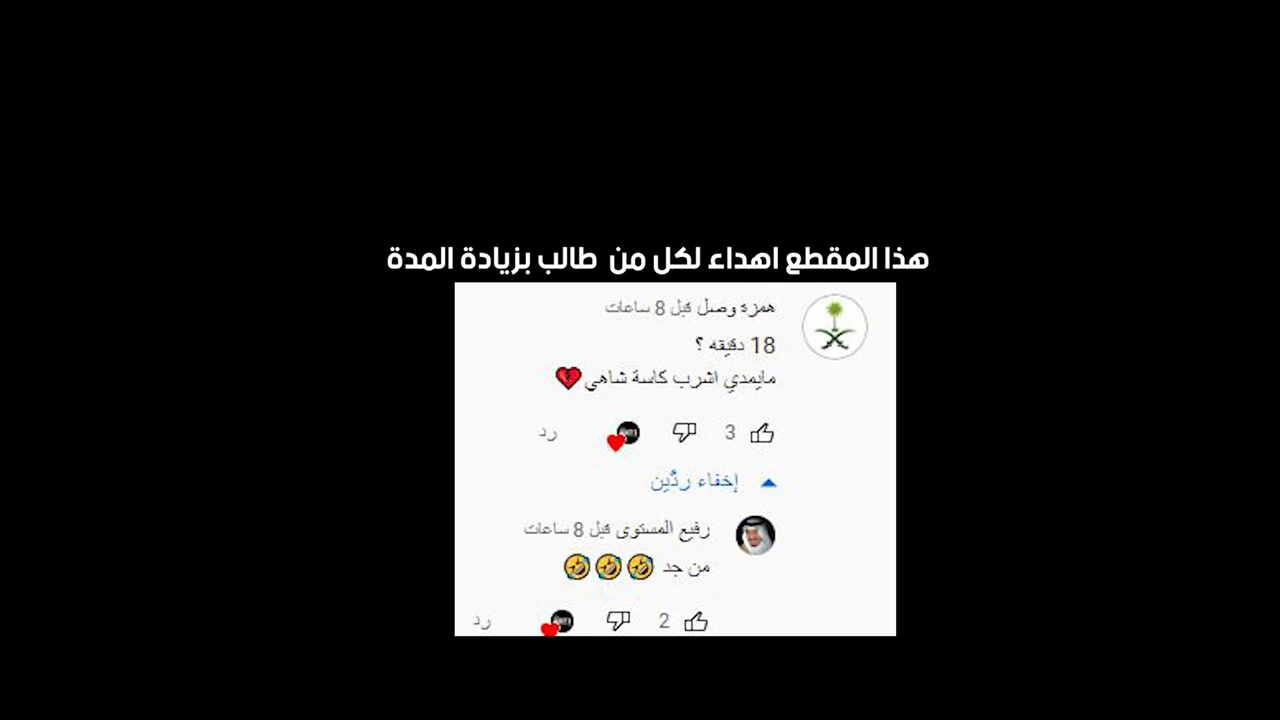 هذا المقطع اهداء لكل من طالب بزيادة المدة
همزة وصل قبل 8 ساعات
18 دقيقه ؟
مايمدي اشرب كاسة شاهي💔
3 رد
إخفاء ردَّين
رفيع المستوى قبل 8 ساعات
من جد 🤣🤣🤣
2 رد